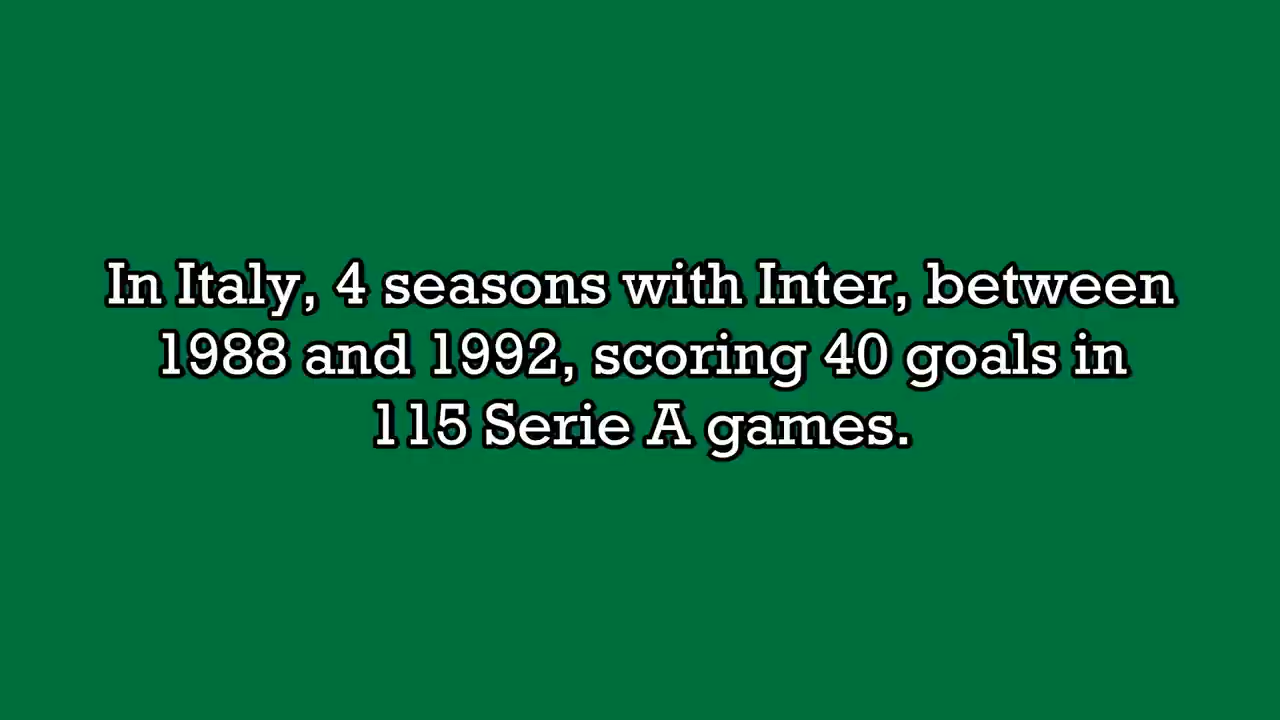 In Italy, 4 seasons with Inter, between
1988 and 1992, scoring 40 goals in
115 Serie A games.